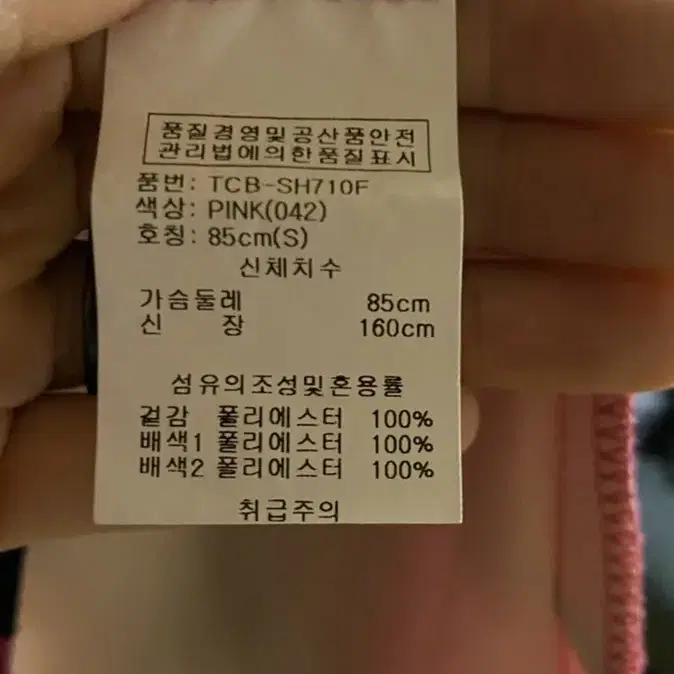 품질경영및공산품안전
관리법에의한품질표시
품번: TCB-SH710F
색상: PINK(042)
호칭: 85cm(S)
신체치수
가슴둘레 85cm
신 장 160cm
섬유의조성및혼용률
겉감 폴리에스터 100%
배색1 폴리에스터 100%
배색2 폴리에스터 100%
취급주의